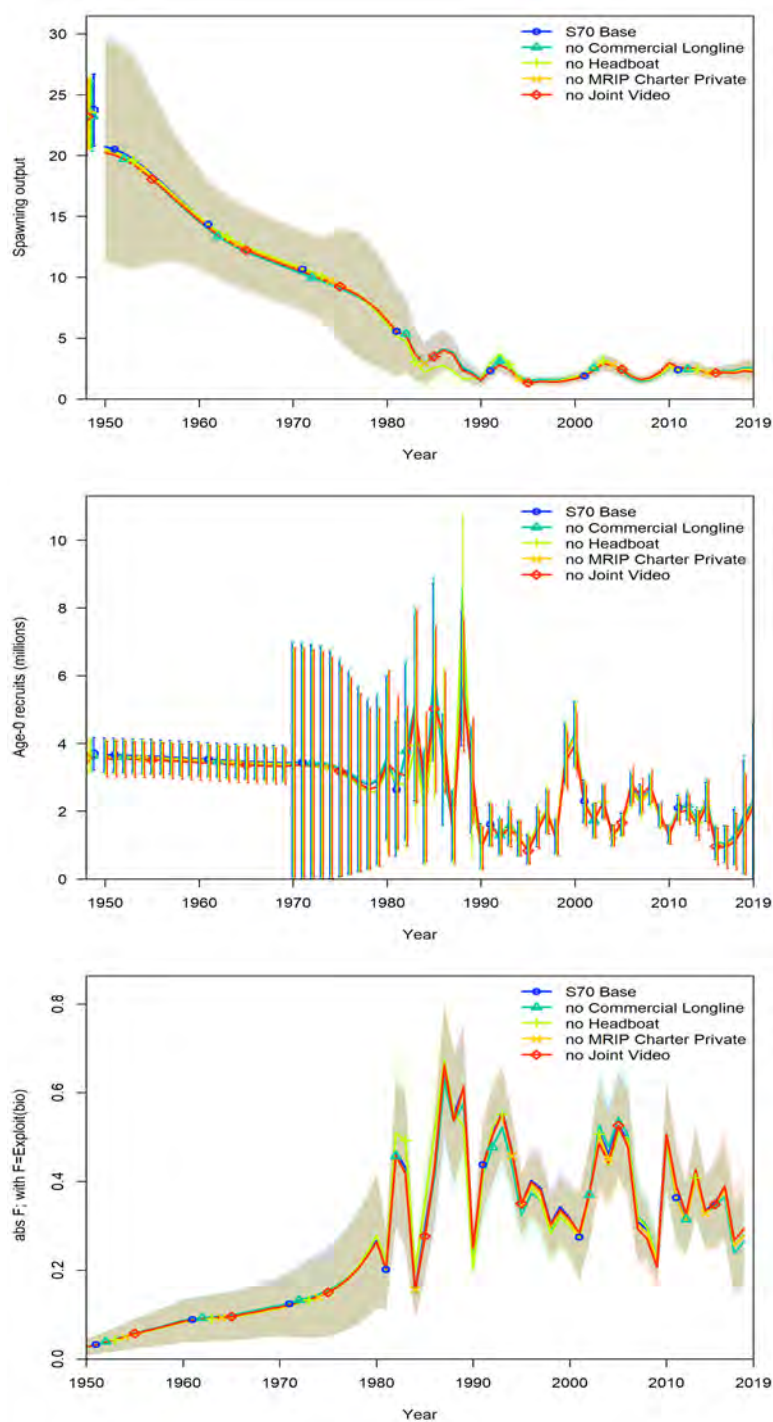 30
25
20
15
10
5
0
Spawning output
S70 Base
no Commercial Longline
no Headboat
no MRIP Charter Private
no Joint Video
1950 1960 1970 1980 1990 2000 2010 2019
Year
10
8
6
4
2
0
Age-0 recruits (millions)
S70 Base
no Commercial Longline
no Headboat
no MRIP Charter Private
no Joint Video
1950 1960 1970 1980 1990 2000 2010 2019
Year
0.8
0.6
0.4
0.2
0.0
abs F; with F=Exploit(bio)
S70 Base
no Commercial Longline
no Headboat
no MRIP Charter Private
no Joint Video
1950 1960 1970 1980 1990 2000 2010 2019
Year